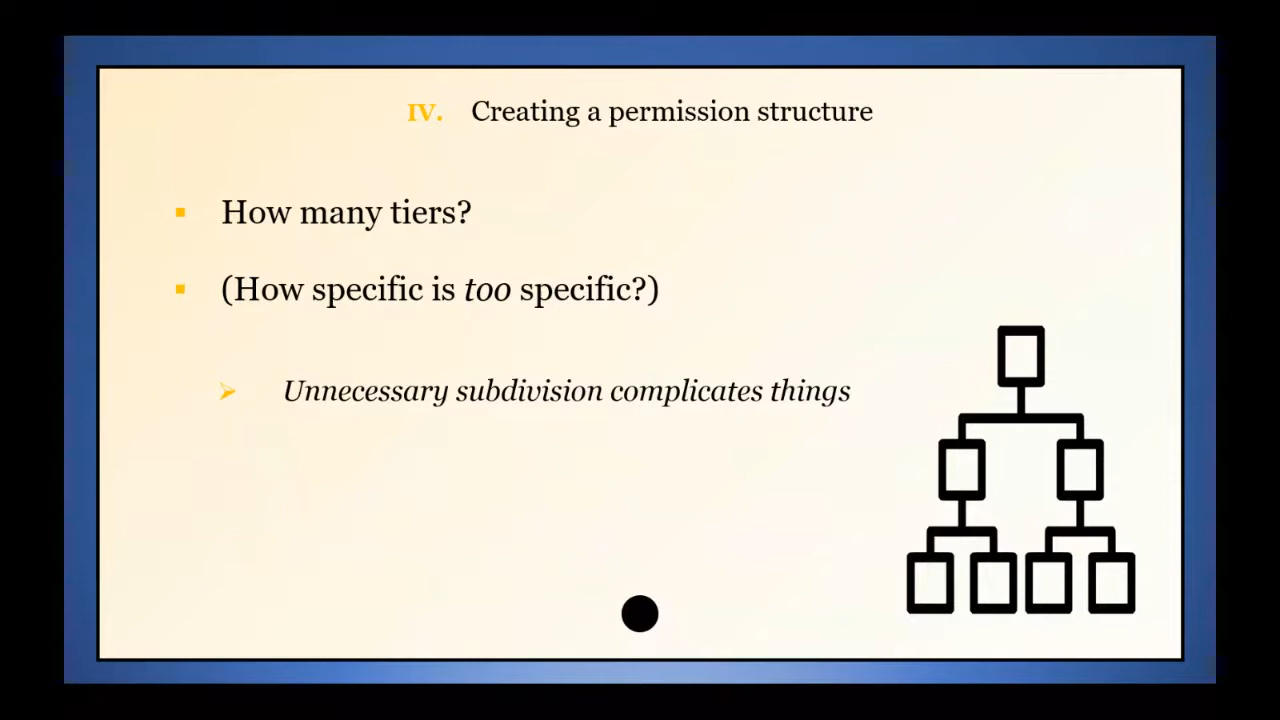 IV. Creating a permission structure
How many tiers?
(How specific is too specific?)
Unnecessary subdivision complicates things